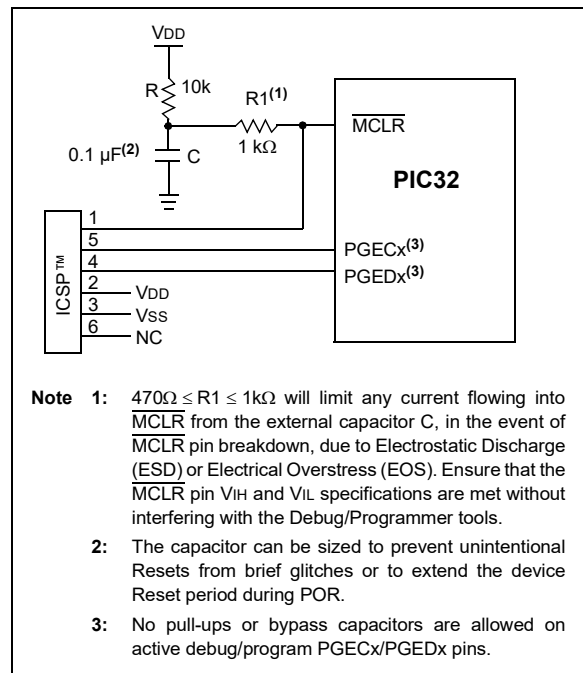 VDD
R 10k
R1(1)
1 kΩ
0.1 µF(2) C
MCLR
PIC32
PGECx(3)
PGEDx(3)
ICSP™
1
5
4
2 VDD
3 VSS
6 NC
Note 1: 470Ω ≤ R1 ≤ 1kΩ will limit any current flowing into
MCLR from the external capacitor C, in the event of
MCLR pin breakdown, due to Electrostatic Discharge
(ESD) or Electrical Overstress (EOS). Ensure that the
MCLR pin VIH and VIL specifications are met without
interfering with the Debug/Programmer tools.
2: The capacitor can be sized to prevent unintentional
Resets from brief glitches or to extend the device
Reset period during POR.
3: No pull-ups or bypass capacitors are allowed on
active debug/program PGECx/PGEDx pins.